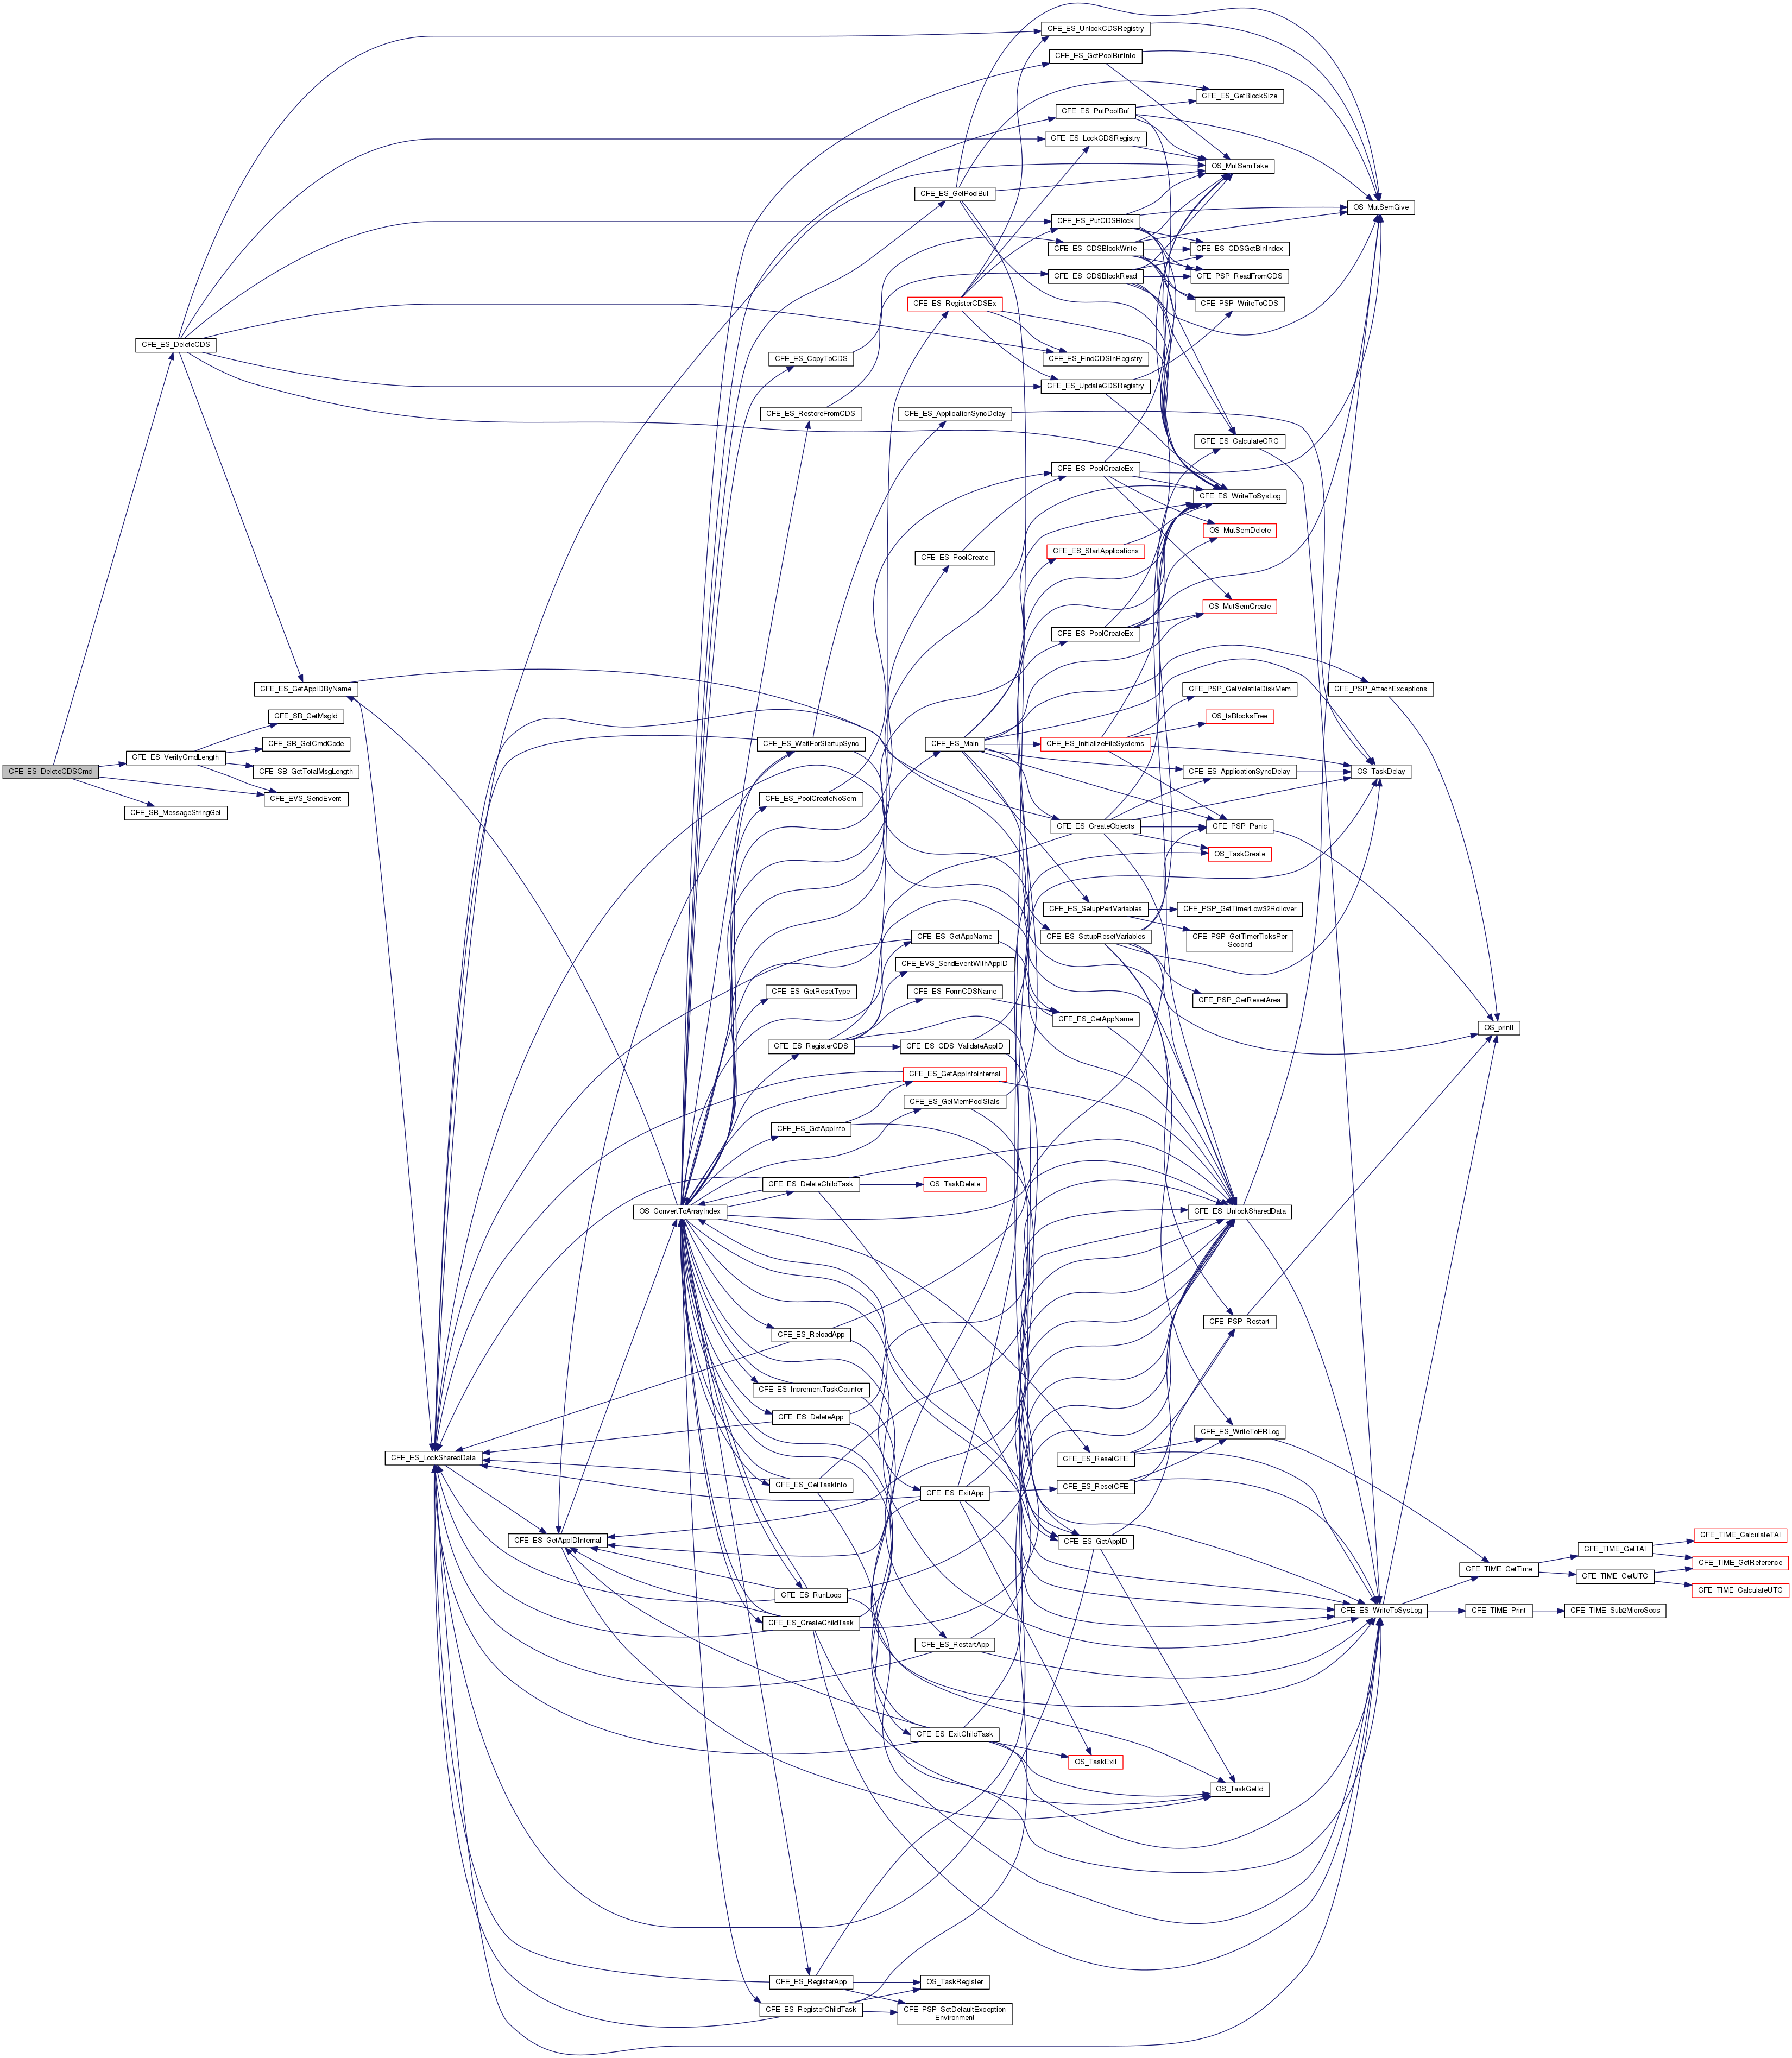 CFE_ES_UnlockCDSRegistry
CFE_ES_GetPoolBufInfo
CFE_ES_GetBlockSize
CFE_ES_PutPoolBuf
CFE_ES_LockCDSRegistry
OS_MutSemTake
CFE_ES_GetPoolBuf
OS_MutSemGive
CFE_ES_PutCDSBlock
CFE_ES_CDSBlockWrite
CFE_ES_CDSGetBinIndex
CFE_ES_CDSBlockRead
CFE_PSP_ReadFromCDS
CFE_ES_RegisterCDSEx
CFE_PSP_WriteToCDS
CFE_ES_DeleteCDS
CFE_ES_CopyToCDS
CFE_ES_FindCDSInRegistry
CFE_ES_UpdateCDSRegistry
CFE_ES_RestoreFromCDS
CFE_ES_ApplicationSyncDelay
CFE_ES_CalculateCRC
CFE_ES_PoolCreateEx
CFE_ES_WriteToSysLog
OS_MutSemDelete
CFE_ES_PoolCreate
CFE_ES_StartApplications
OS_MutSemCreate
CFE_ES_PoolCreateEx
CFE_ES_GetAppIDByName
CFE_PSP_GetVolatileDiskMem
CFE_PSP_AttachExceptions
CFE_SB_GetMsgId
OS_fsBlocksFree
CFE_ES_VerifyCmdLength
CFE_SB_GetCmdCode
CFE_ES_WaitForStartupSync
CFE_ES_Main
CFE_ES_InitializeFileSystems
CFE_ES_DeleteCDSCmd
CFE_SB_GetTotalMsgLength
CFE_ES_ApplicationSyncDelay
OS_TaskDelay
CFE_EVS_SendEvent
CFE_ES_PoolCreateNoSem
CFE_SB_MessageStringGet
CFE_ES_CreateObjects
CFE_PSP_Panic
OS_TaskCreate
CFE_ES_SetupPerfVariables
CFE_PSP_GetTimerLow32Rollover
CFE_ES_GetAppName
CFE_ES_SetupResetVariables
CFE_PSP_GetTimerTicksPer
Second
CFE_EVS_SendEventWithAppID
CFE_ES_GetResetType
CFE_ES_FormCDSName
CFE_PSP_GetResetArea
CFE_ES_GetAppName
OS_printf
CFE_ES_RegisterCDS
CFE_ES_CDS_ValidateAppID
CFE_ES_GetAppInfoInternal
CFE_ES_GetMemPoolStats
CFE_ES_GetAppInfo
CFE_ES_DeleteChildTask
OS_TaskDelete
OS_ConvertToArrayIndex
CFE_ES_UnlockSharedData
CFE_PSP_Restart
CFE_ES_ReloadApp
CFE_ES_IncrementTaskCounter
CFE_ES_DeleteApp
CFE_ES_WriteToERLog
CFE_ES_LockSharedData
CFE_ES_ResetCFE
CFE_ES_GetTaskInfo
CFE_ES_ExitApp
CFE_ES_ResetCFE
CFE_TIME_CalculateTAI
CFE_ES_GetAppIDInternal
CFE_ES_GetAppID
CFE_TIME_GetTAI
CFE_TIME_GetReference
CFE_TIME_GetTime
CFE_TIME_GetUTC
CFE_TIME_CalculateUTC
CFE_ES_RunLoop
CFE_ES_WriteToSysLog
CFE_TIME_Print
CFE_TIME_Sub2MicroSecs
CFE_ES_CreateChildTask
CFE_ES_RestartApp
CFE_ES_ExitChildTask
OS_TaskExit
OS_TaskGetId
CFE_ES_RegisterApp
OS_TaskRegister
CFE_ES_RegisterChildTask
CFE_PSP_SetDefaultException
Environment